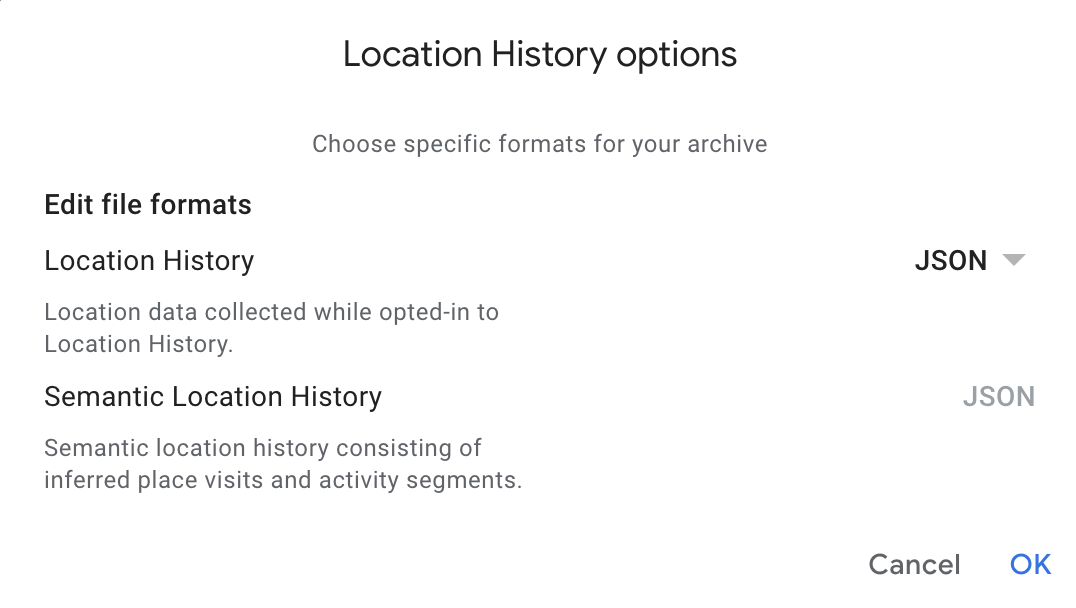 Location History options
Choose specific formats for your archive
Edit file formats
Location History JSON
Location data collected while opted-in to
Location History.
Semantic Location History JSON
Semantic location history consisting of
inferred place visits and activity segments.
Cancel OK